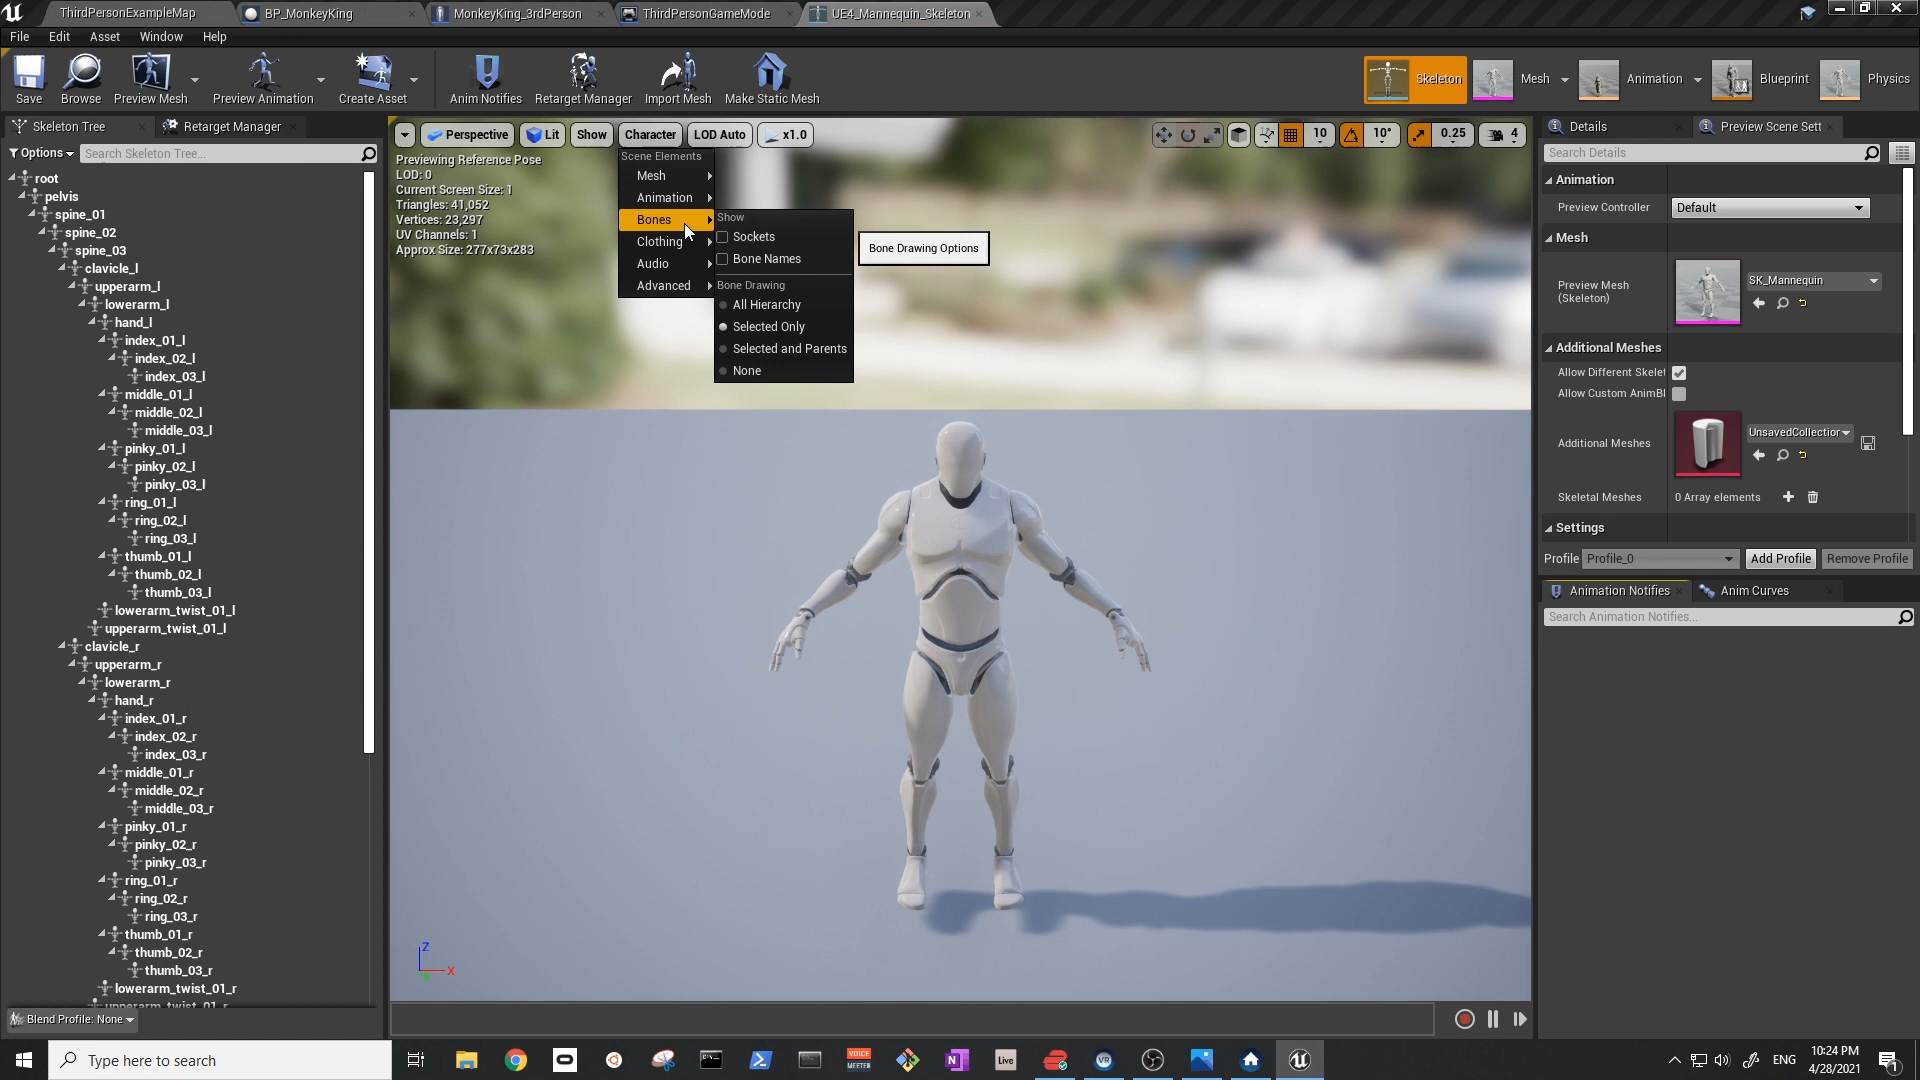 ThirdPersonExampleMap
BP_MonkeyKing
MonkeyKing_3rdPerson
ThirdPersonGameMode
UE4_Mannequin_Skeleton
File
Edit
Asset
Window
Help
Save
Browse
Preview Mesh
Preview Animation
Create Asset
Anim Notifies
Retarget Manager
Import Mesh
Make Static Mesh
Skeleton
Mesh
Animation
Blueprint
Physics
Skeleton Tree
Retarget Manager
Options
Search Skeleton Tree...
root
pelvis
spine_01
spine_02
spine_03
clavicle_l
upperarm_l
lowerarm_l
hand_l
index_01_l
index_02_l
index_03_l
middle_01_l
middle_02_l
middle_03_l
pinky_01_l
pinky_02_l
pinky_03_l
ring_01_l
ring_02_l
ring_03_l
thumb_01_l
thumb_02_l
thumb_03_l
lowerarm_twist_01_l
upperarm_twist_01_l
clavicle_r
upperarm_r
lowerarm_r
hand_r
index_01_r
index_02_r
index_03_r
middle_01_r
middle_02_r
middle_03_r
pinky_01_r
pinky_02_r
pinky_03_r
ring_01_r
ring_02_r
ring_03_r
thumb_01_r
thumb_02_r
thumb_03_r
lowerarm_twist_01_r
upperarm_twist_01_r
Blend Profile: None
Perspective
Lit
Show
Character
LOD Auto
x1.0
10
10°
0.25
4
Previewing Reference Pose
LOD: 0
Current Screen Size: 1
Triangles: 41,052
Vertices: 23,297
UV Channels: 1
Approx Size: 277x73x283
Scene Elements
Mesh
Animation
Bones
Clothing
Audio
Advanced
Show
Sockets
Bone Names
Bone Drawing
All Hierarchy
Selected Only
Selected and Parents
None
Bone Drawing Options
Z
X
Details
Preview Scene Sett
Search Details
Animation
Preview Controller
Default
Mesh
Preview Mesh
(Skeleton)
SK_Mannequin
Additional Meshes
Allow Different Skelet
Allow Custom AnimBl
Additional Meshes
UnsavedCollection
Skeletal Meshes
0 Array elements
Settings
Profile
Profile_0
Add Profile
Remove Profile
Animation Notifies
Anim Curves
Search Animation Notifies...
Type here to search
VOICE
MEETER
Live
ENG
10:24 PM
4/28/2021
1